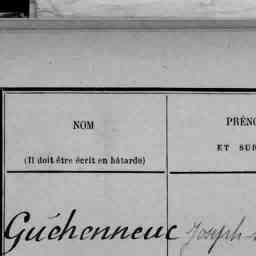 NOM
(Il doit être écrit en bâtarde)
PRÉNO
ET SUR
Guéhenneuc Joseph